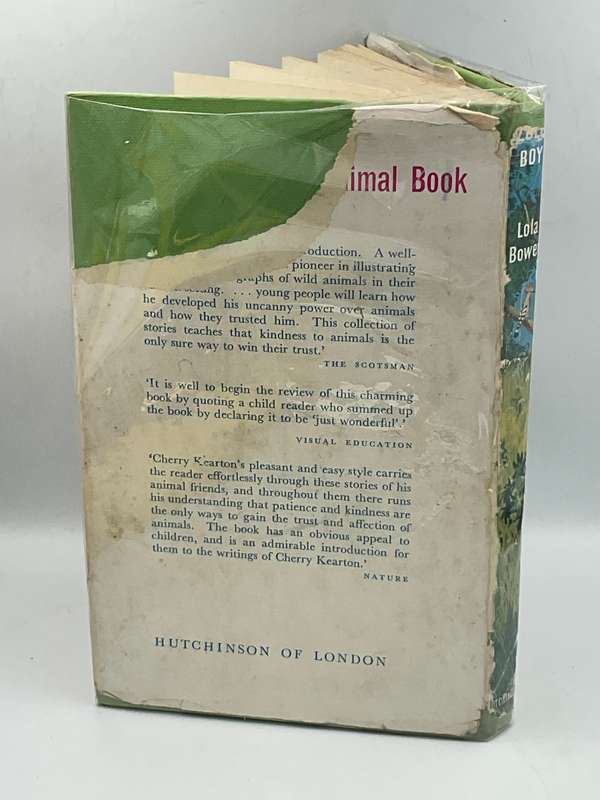 imal Book
roduction. A well-
pioneer in illustrating
graphs of wild animals in their
. . . young people will learn how
he developed his uncanny power over animals
and how they trusted him. This collection of
stories teaches that kindness to animals is the
only sure way to win their trust.’
THE SCOTSMAN
‘It is well to begin the review of this charming
book by quoting a child reader who summed up
the book by declaring it to be ‘just wonderful’.’
VISUAL EDUCATION
‘Cherry Kearton’s pleasant and easy style carries
the reader effortlessly through these stories of his
animal friends, and throughout them there runs
his understanding that patience and kindness are
the only ways to gain the trust and affection of
animals. The book has an obvious appeal to
children, and is an admirable introduction for
them to the writings of Cherry Kearton.’
NATURE
HUTCHINSON OF LONDON
BOY
Lola
Bower